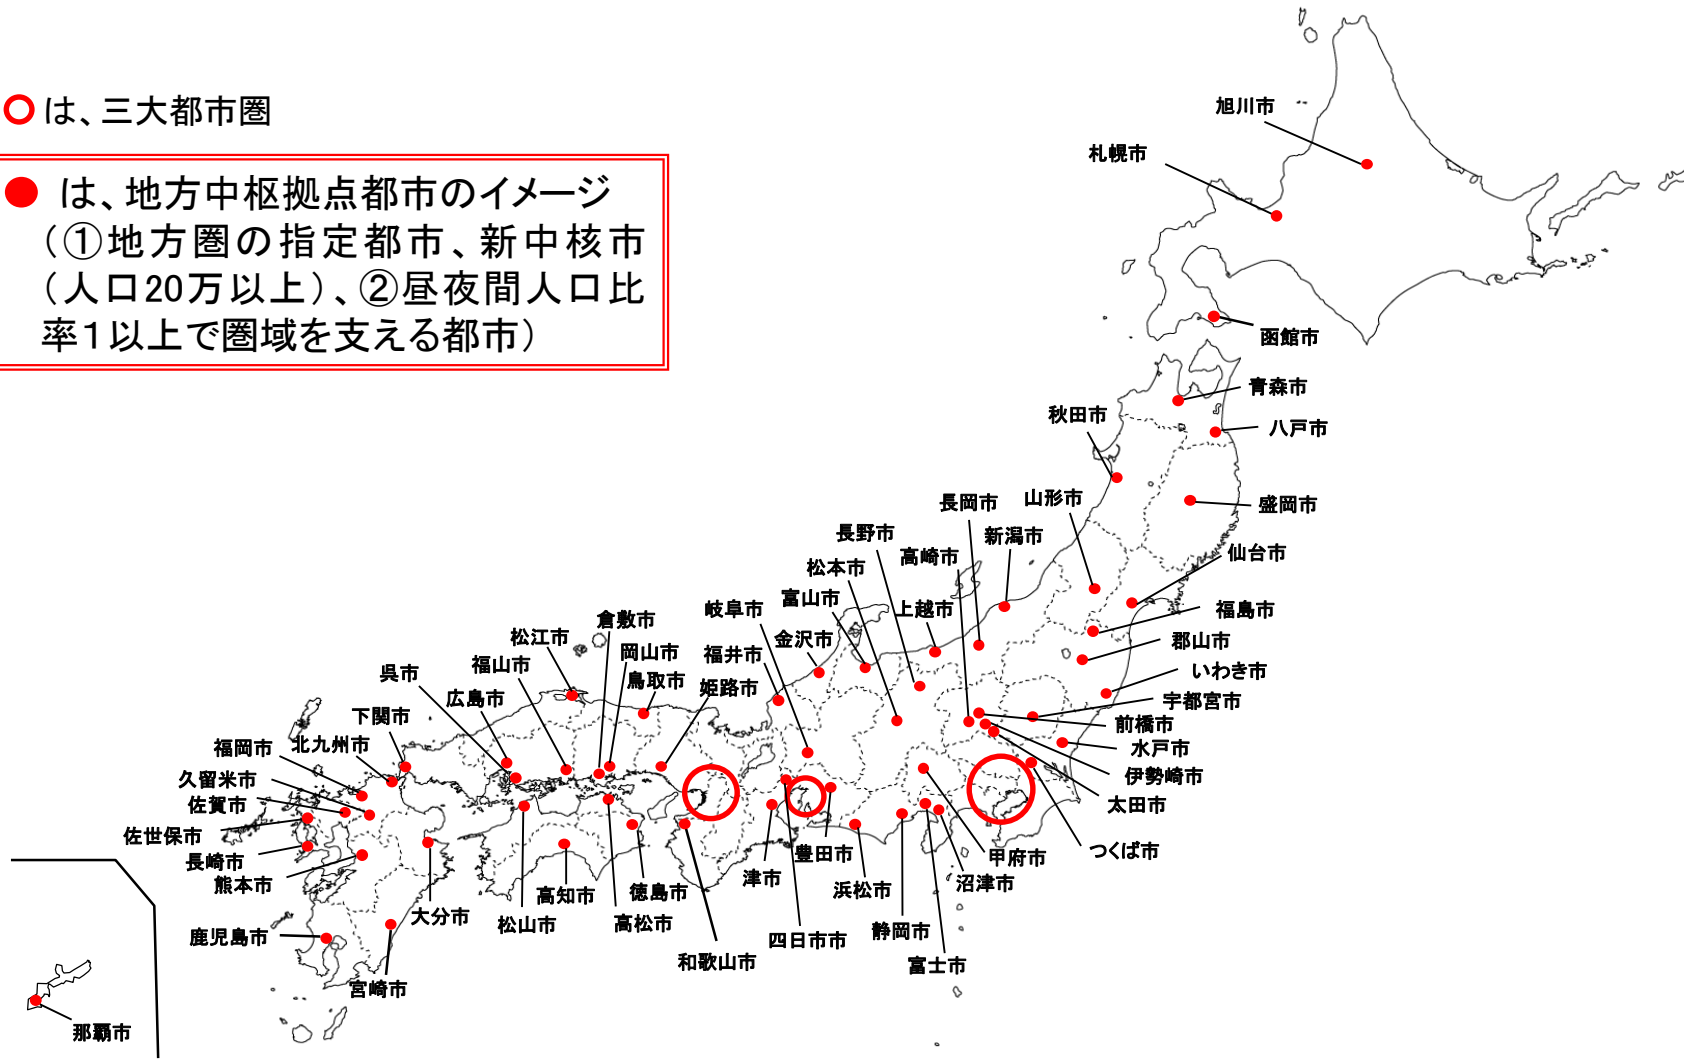 は、三大都市圏
は、地方中枢拠点都市のイメージ
(①地方圏の指定都市、新中核市
(人口20万以上)、②昼夜間人口比
率1以上で圏域を支える都市)
旭川市
札幌市
函館市
青森市
秋田市
八戸市
長岡市
山形市
盛岡市
長野市
新潟市
高崎市
仙台市
松本市
富山市
上越市
福島市
岐阜市
倉敷市
松江市
金沢市
郡山市
岡山市
福井市
福山市
呉市
いわき市
鳥取市
姫路市
広島市
宇都宮市
下関市
前橋市
福岡市
北九州市
水戸市
久留米市
伊勢崎市
佐賀市
太田市
佐世保市
つくば市
豊田市
甲府市
長崎市
熊本市
津市
沼津市
浜松市
徳島市
高知市
大分市
松山市
高松市
鹿児島市
静岡市
四日市市
和歌山市
富士市
宮崎市
那覇市